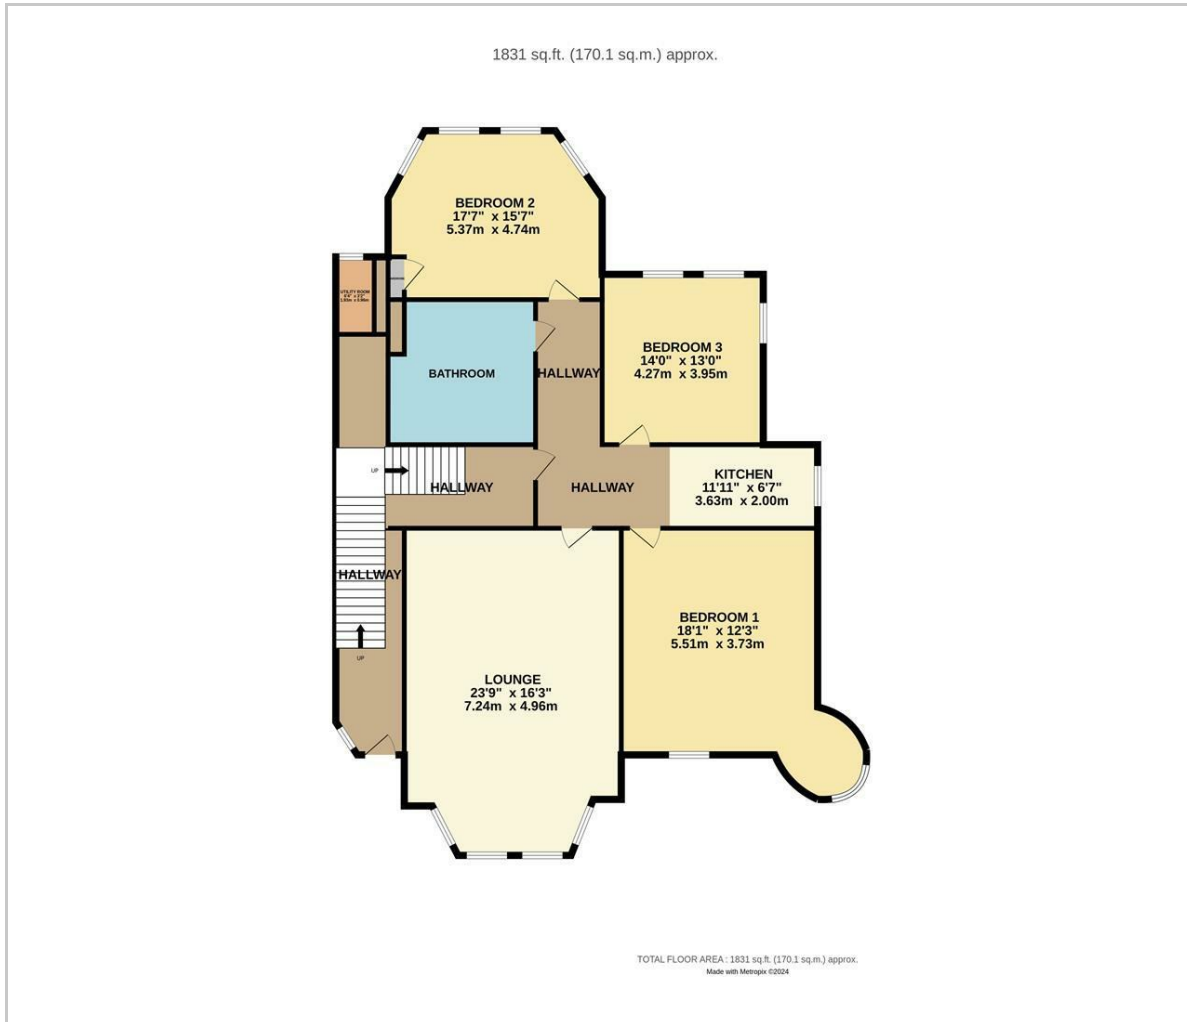 1831 sq.ft. (170.1 sq.m.) approx.
BEDROOM 2
17'7" x 15'7"
5.37m x 4.74m
UTILITY ROOM
BEDROOM 3
14'0" x 13'0"
4.27m x 3.95m
BATHROOM
HALLWAY
UP
HALLWAY
HALLWAY
KITCHEN
11'11" x 6'7"
3.63m x 2.00m
HALLWAY
UP
LOUNGE
23'9" x 16'3"
7.24m x 4.96m
BEDROOM 1
18'1" x 12'3"
5.51m x 3.73m
TOTAL FLOOR AREA : 1831 sq.ft. (170.1 sq.m.) approx.
Made with Metropix ©2024